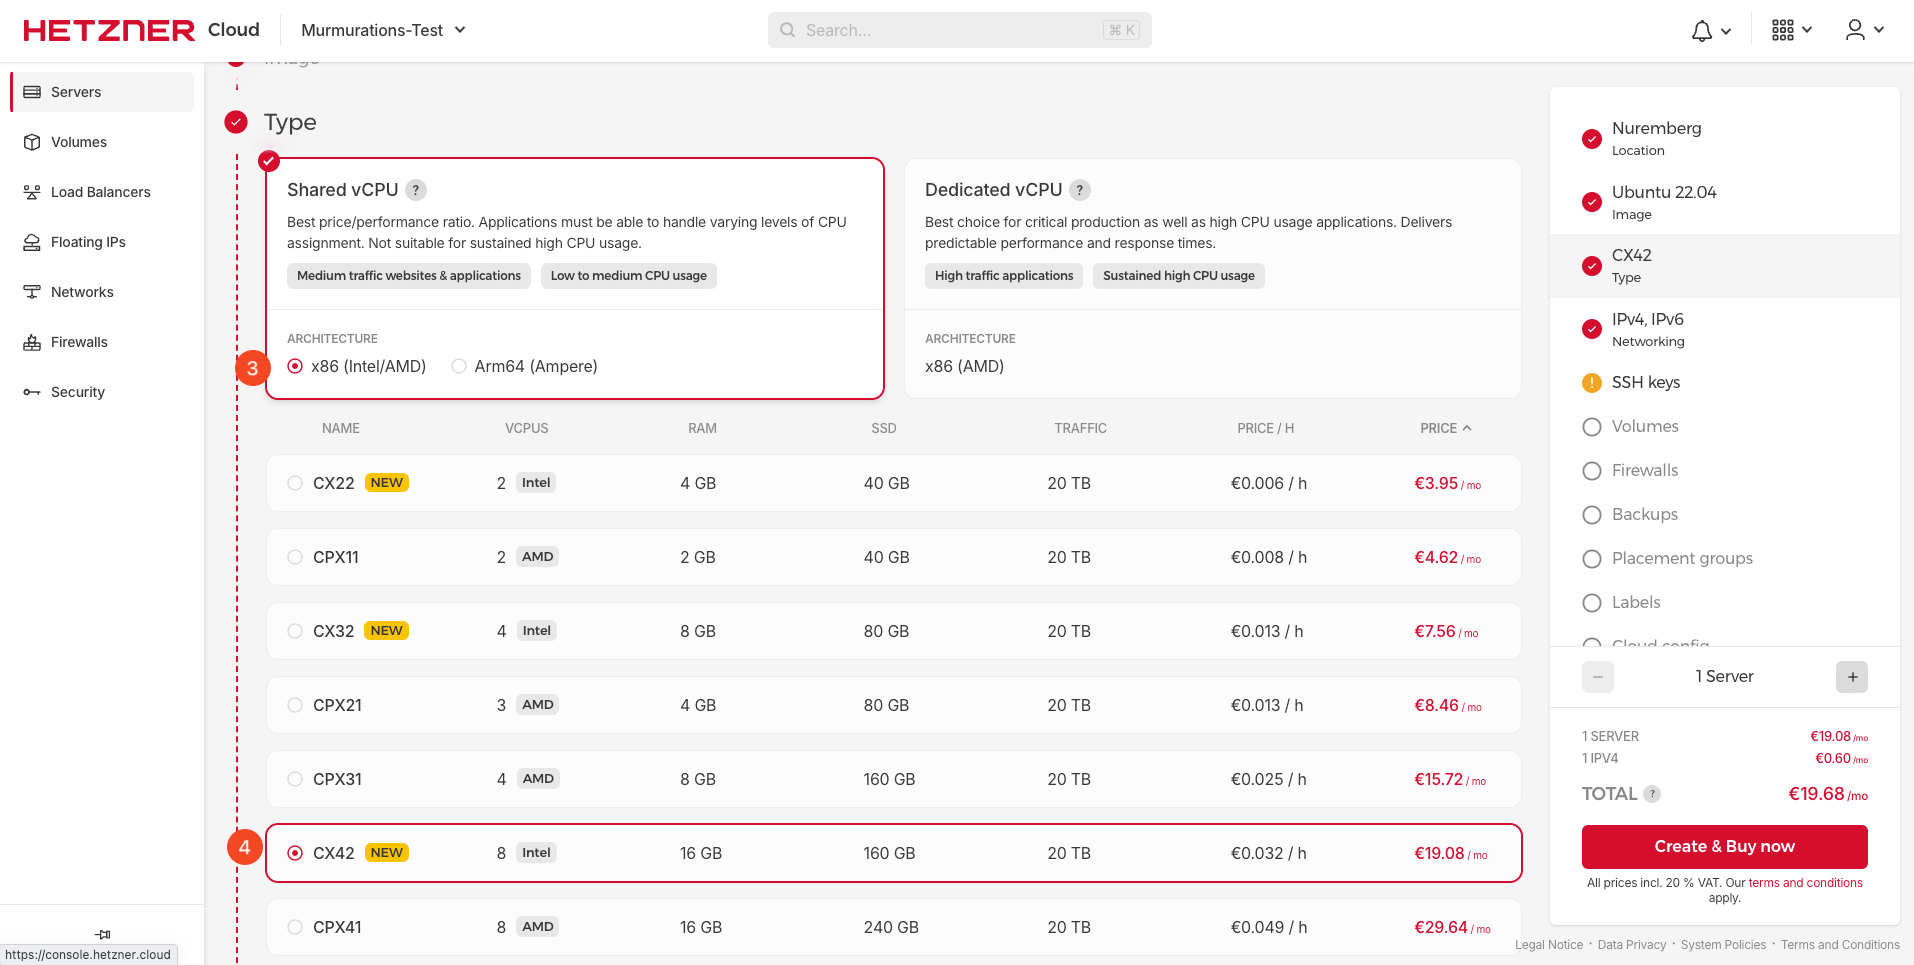 HETZNER Cloud
Murmurations-Test
Search...
⌘ K
Servers
Volumes
Load Balancers
Floating IPs
Networks
Firewalls
Security
https://console.hetzner.cloud
Image
Type
Shared vCPU ?
Best price/performance ratio. Applications must be able to handle varying levels of CPU
assignment. Not suitable for sustained high CPU usage.
Medium traffic websites & applications
Low to medium CPU usage
ARCHITECTURE
3
x86 (Intel/AMD)
Arm64 (Ampere)
Dedicated vCPU ?
Best choice for critical production as well as high CPU usage applications. Delivers
predictable performance and response times.
High traffic applications
Sustained high CPU usage
ARCHITECTURE
x86 (AMD)
NAME VCPUS RAM SSD TRAFFIC PRICE / H PRICE
CX22 NEW 2 Intel 4 GB 40 GB 20 TB €0.006 / h €3.95 / mo
CPX11 2 AMD 2 GB 40 GB 20 TB €0.008 / h €4.62 / mo
CX32 NEW 4 Intel 8 GB 80 GB 20 TB €0.013 / h €7.56 / mo
CPX21 3 AMD 4 GB 80 GB 20 TB €0.013 / h €8.46 / mo
CPX31 4 AMD 8 GB 160 GB 20 TB €0.025 / h €15.72 / mo
4 CX42 NEW 8 Intel 16 GB 160 GB 20 TB €0.032 / h €19.08 / mo
CPX41 8 AMD 16 GB 240 GB 20 TB €0.049 / h €29.64 / mo
Nuremberg
Location
Ubuntu 22.04
Image
CX42
Type
IPv4, IPv6
Networking
! SSH keys
Volumes
Firewalls
Backups
Placement groups
Labels
Cloud config
− 1 Server +
1 SERVER €19.08 /mo
1 IPV4 €0.60 /mo
TOTAL ? €19.68 /mo
Create & Buy now
All prices incl. 20 % VAT. Our terms and conditions
apply.
Legal Notice · Data Privacy · System Policies · Terms and Conditions